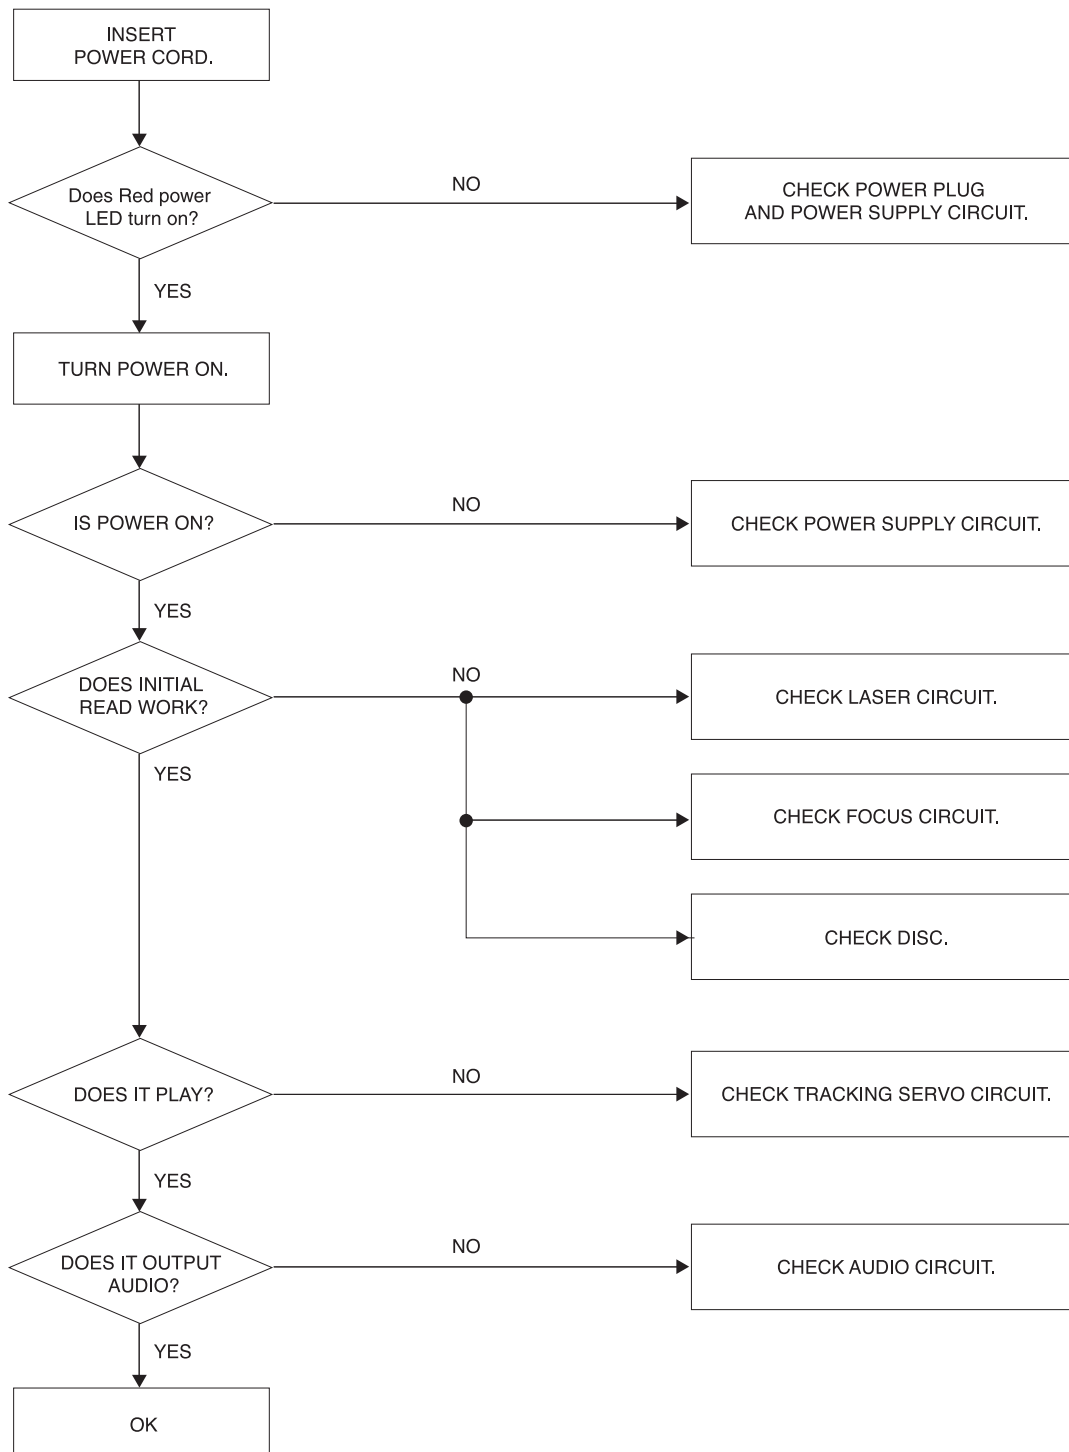 INSERT
POWER CORD.
Does Red power
LED turn on?
NO
CHECK POWER PLUG
AND POWER SUPPLY CIRCUIT.
YES
TURN POWER ON.
IS POWER ON?
NO
CHECK POWER SUPPLY CIRCUIT.
YES
DOES INITIAL
READ WORK?
NO
CHECK LASER CIRCUIT.
YES
CHECK FOCUS CIRCUIT.
CHECK DISC.
DOES IT PLAY?
NO
CHECK TRACKING SERVO CIRCUIT.
YES
DOES IT OUTPUT
AUDIO?
NO
CHECK AUDIO CIRCUIT.
YES
OK